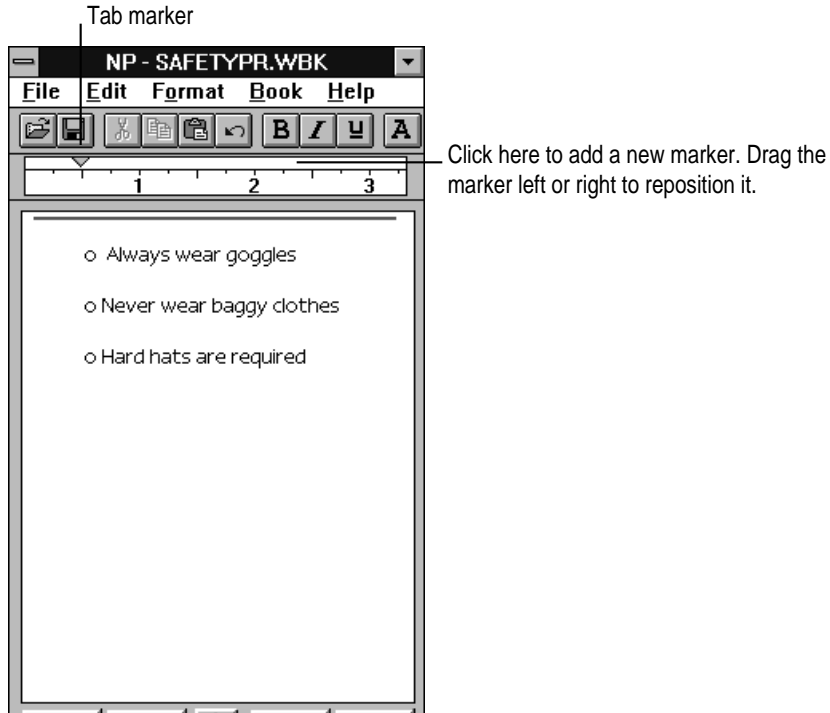 Tab marker
NP - SAFETYPR.WBK
File Edit Format Book Help
B I U A
Click here to add a new marker. Drag the
marker left or right to reposition it.
1 2 3
o Always wear goggles
o Never wear baggy clothes
o Hard hats are required